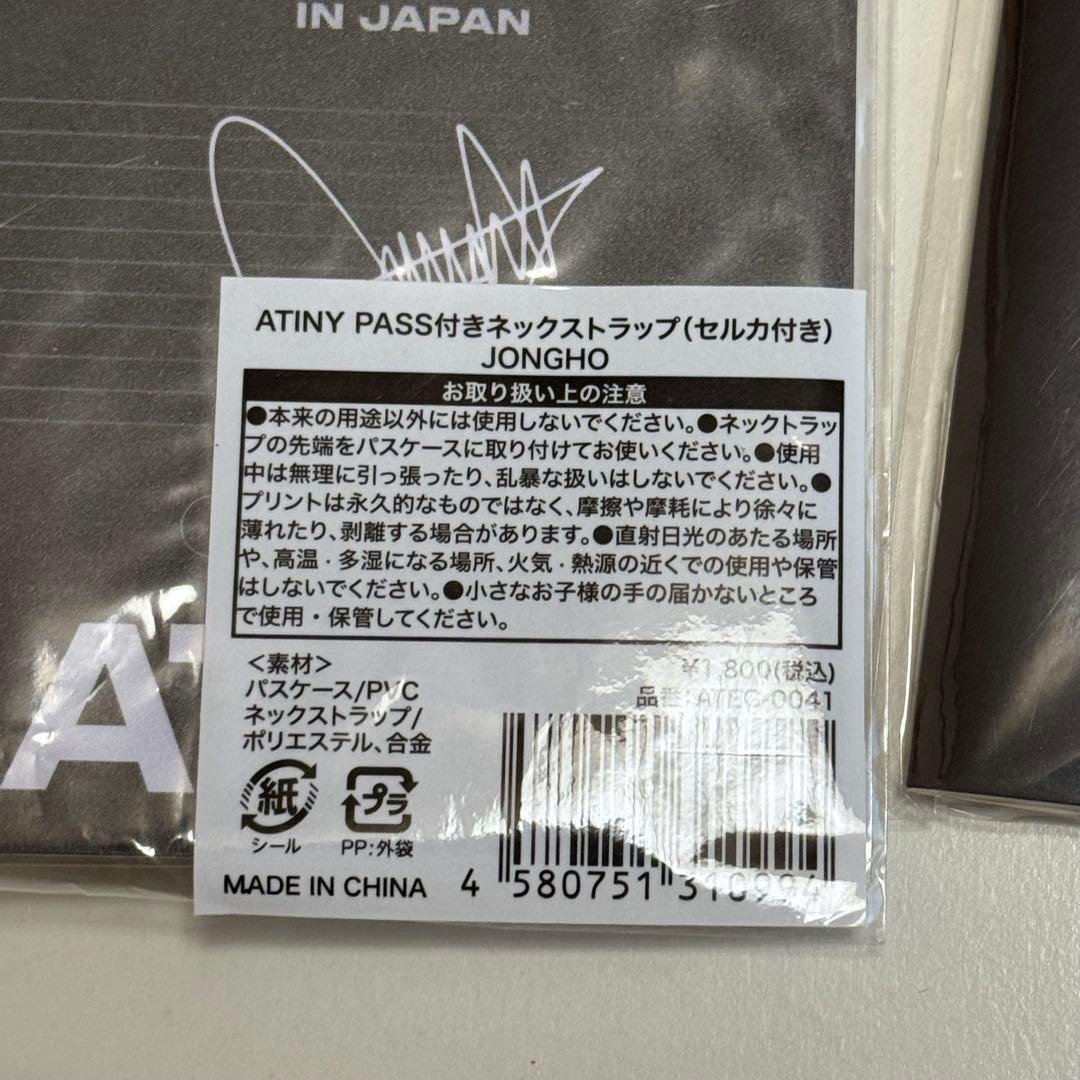 IN JAPAN
ATINY PASS付きネックストラップ(セルカ付き)
JONGHO
お取り扱い上の注意
●本来の用途以外には使用しないでください。●ネックトラッ
プの先端をパスケースに取り付けてお使いください。●使用
中は無理に引っ張ったり、乱暴な扱いはしないでください。●
プリントは永久的なものではなく、摩擦や摩耗により徐々に
薄れたり、剥離する場合があります。●直射日光のあたる場所
や、高温・多湿になる場所、火気・熱源の近くでの使用や保管
はしないでください。●小さなお子様の手の届かないところ
で使用・保管してください。
<素材>
パスケース/PVC
ネックストラップ/
ポリエステル、合金
¥1,800(税込)
品番:ATEG-0041
紙
シール
プラ
PP:外袋
MADE IN CHINA
4 580751 310994